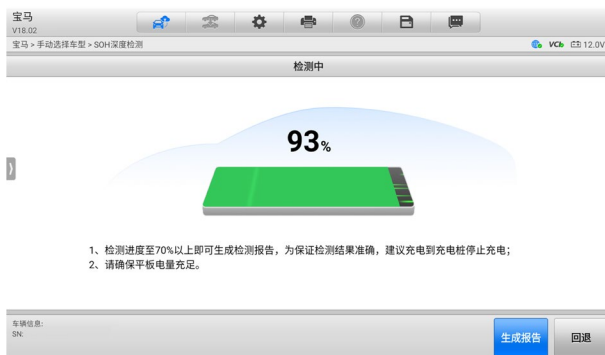 宝马
V18.02
宝马 > 手动选择车型 > SOH深度检测
VCI 12.0V
检测中
93%
1、检测进度至70%以上即可生成检测报告，为保证检测结果准确，建议充电到充电桩停止充电；
2、请确保平板电量充足。
车辆信息:
SN:
生成报告 回退